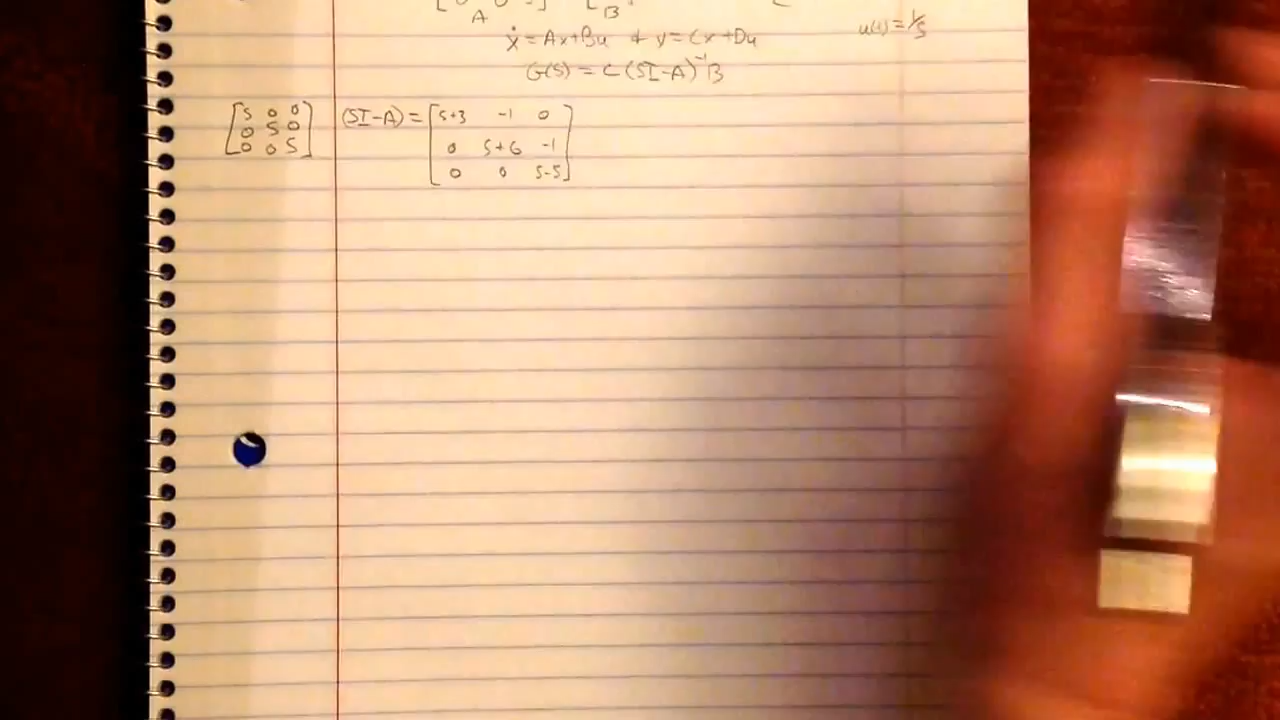 A B
ẋ = Ax+Bu & y = Cx+Du u(s) = 1/s
G(s) = C (SI-A)⁻¹B
[s 0 0 (SI-A) = [s+3 -1 0
0 s 0 0 s+6 -1
0 0 s] 0 0 s-5]